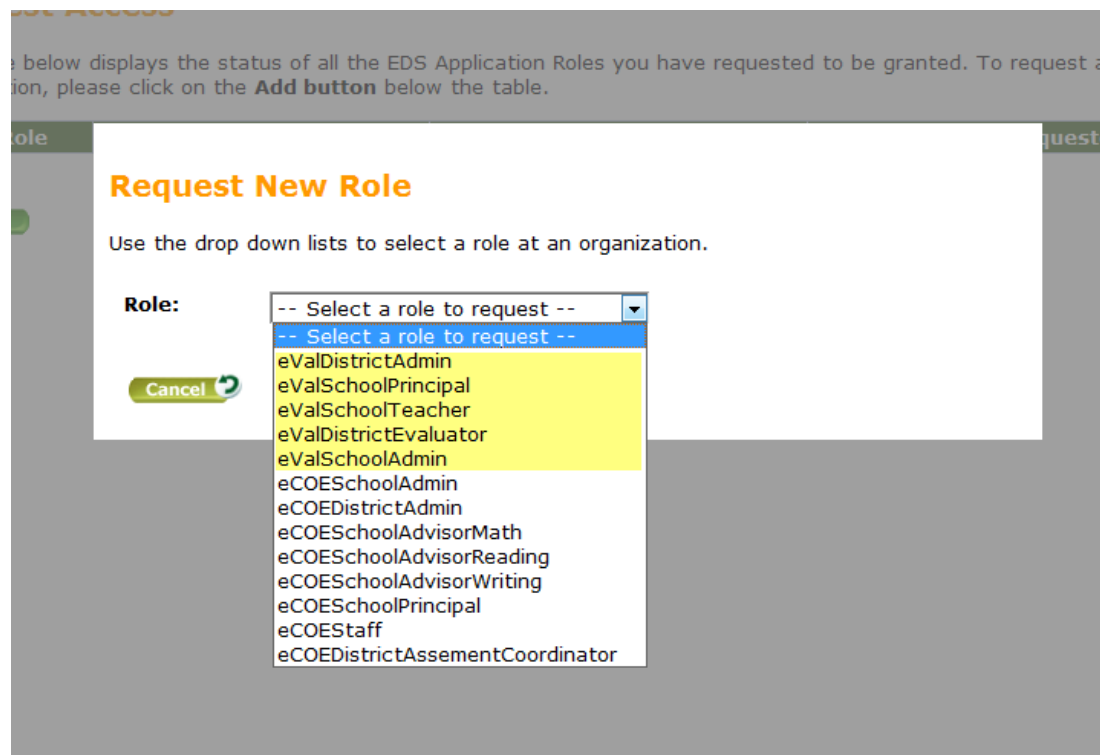 Access
below displays the status of all the EDS Application Roles you have requested to be granted. To request a
please click on the Add button below the table.
Request New Role
Use the drop down lists to select a role at an organization.
Role:
-- Select a role to request --
-- Select a role to request --
eValDistrictAdmin
eValSchoolPrincipal
Cancel
eValSchoolTeacher
eValDistrictEvaluator
eValSchoolAdmin
eCOESchoolAdmin
eCOEDistrictAdmin
eCOESchoolAdvisorMath
eCOESchoolAdvisorReading
eCOESchoolAdvisorWriting
eCOESchoolPrincipal
eCOEStaff
eCOEDistrictAssementCoordinator